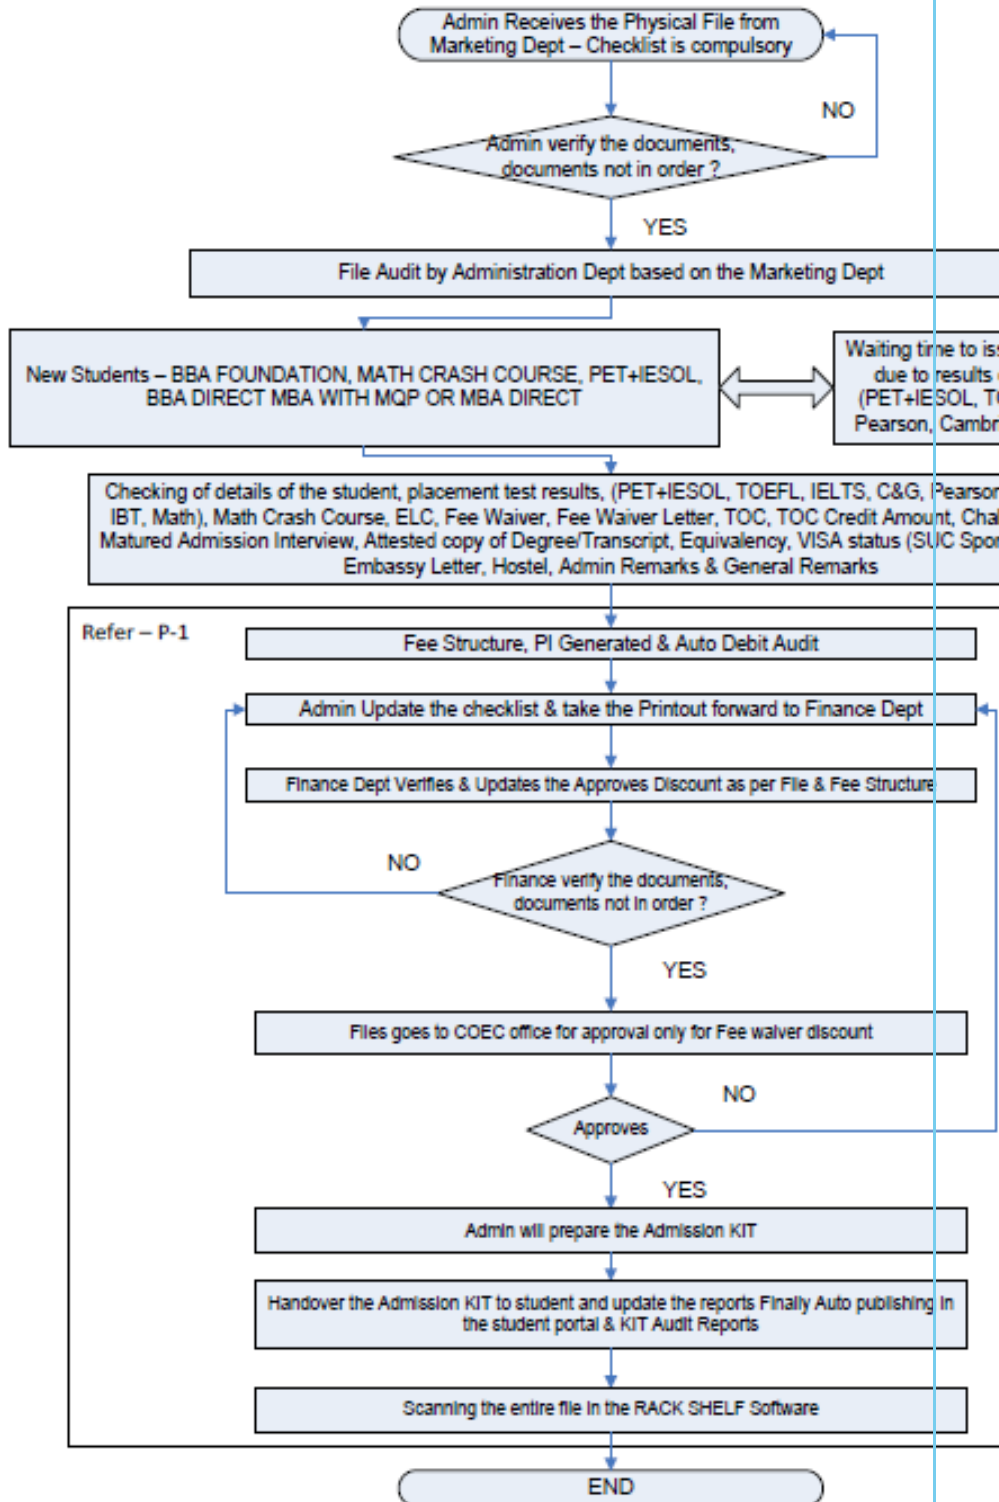 Admin Receives the Physical File from
Marketing Dept – Checklist is compulsory
NO
Admin verify the documents,
documents not in order ?
YES
File Audit by Administration Dept based on the Marketing Dept
New Students – BBA FOUNDATION, MATH CRASH COURSE, PET+IESOL,
BBA DIRECT MBA WITH MQP OR MBA DIRECT
Waiting time to
due to results
(PET+IESOL,
Pearson,
Checking of details of the student, placement test results, (PET+IESOL, TOEFL, IELTS, C&G, Pearson
IBT, Math), Math Crash Course, ELC, Fee Waiver, Fee Waiver Letter, TOC, TOC Credit Amount,
Matured Admission Interview, Attested copy of Degree/Transcript, Equivalency, VISA status (SUC
Embassy Letter, Hostel, Admin Remarks & General Remarks
Refer – P-1
Fee Structure, PI Generated & Auto Debit Audit
Admin Update the checklist & take the Printout forward to Finance Dept
Finance Dept Verifies & Updates the Approves Discount as per File & Fee Structure
NO
Finance verify the documents,
documents not in order ?
YES
Files goes to COEC office for approval only for Fee waiver discount
NO
Approves
YES
Admin will prepare the Admission KIT
Handover the Admission KIT to student and update the reports Finally Auto publishing in
the student portal & KIT Audit Reports
Scanning the entire file in the RACK SHELF Software
END